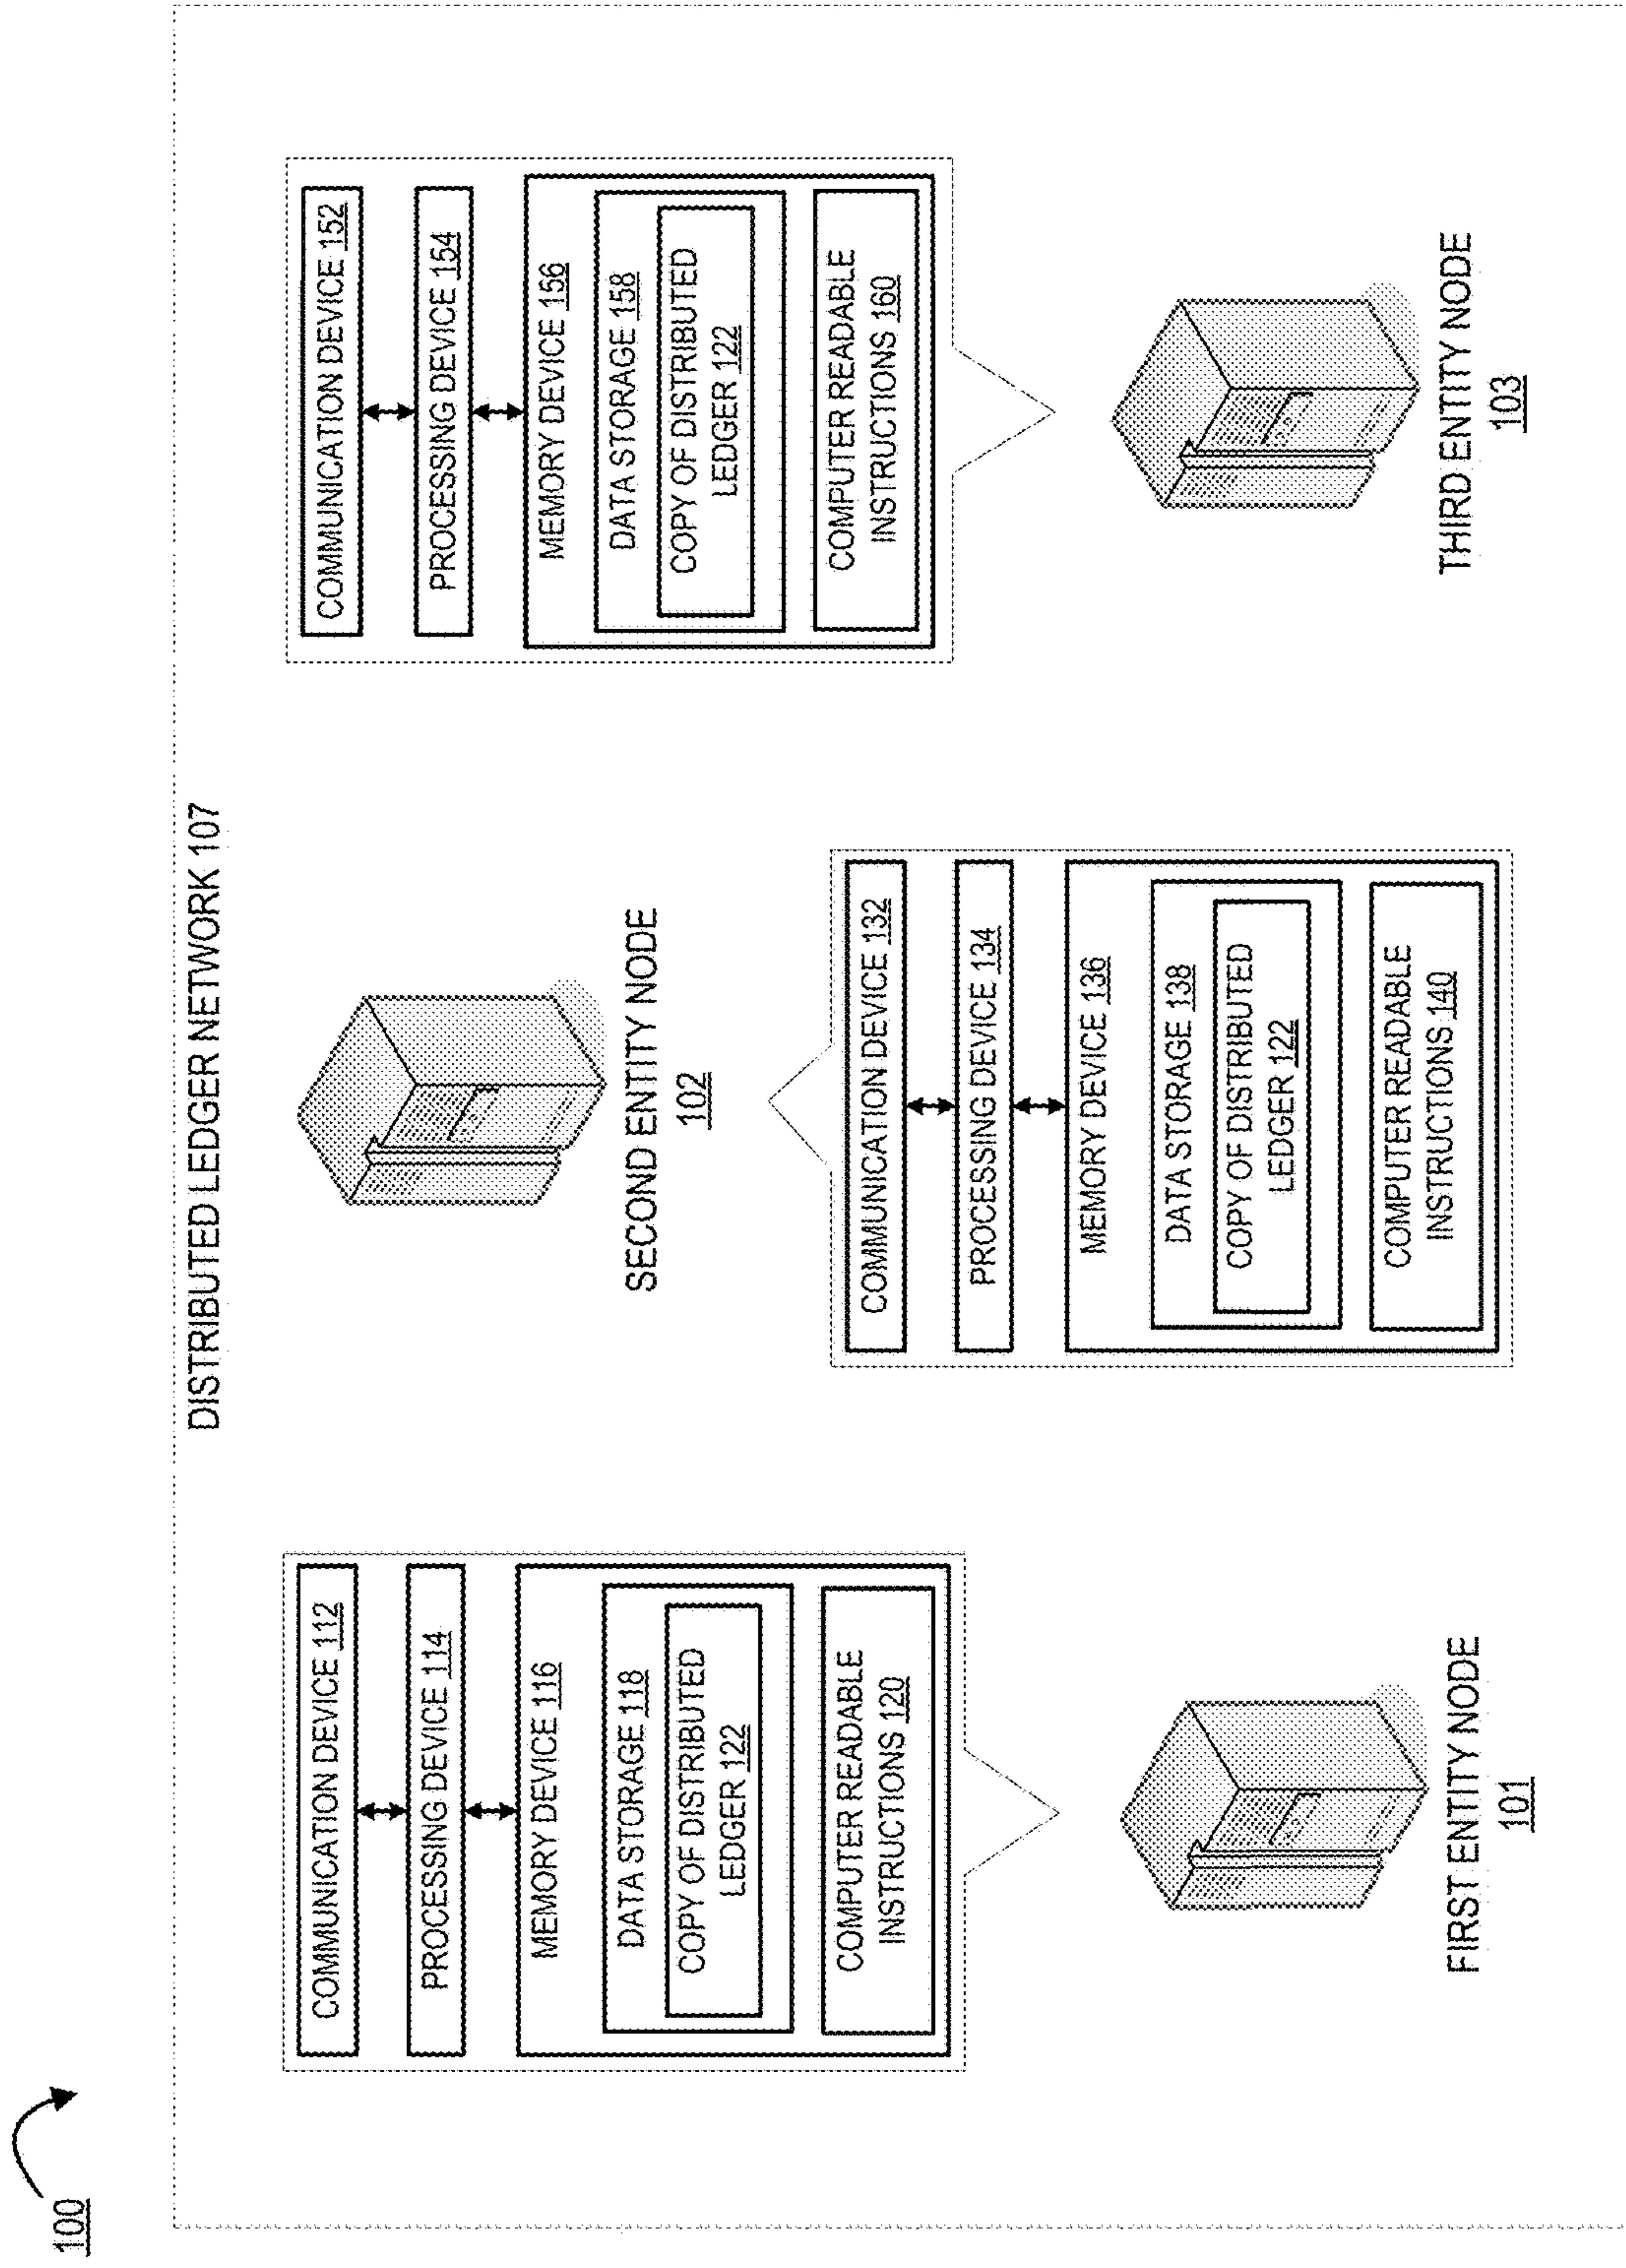 100
DISTRIBUTED LEDGER NETWORK 107
COMMUNICATION DEVICE 112
PROCESSING DEVICE 114
MEMORY DEVICE 116
DATA STORAGE 118
COPY OF DISTRIBUTED
LEDGER 122
COMPUTER READABLE
INSTRUCTIONS 120
FIRST ENTITY NODE
101
SECOND ENTITY NODE
102
COMMUNICATION DEVICE 132
PROCESSING DEVICE 134
MEMORY DEVICE 136
DATA STORAGE 138
COPY OF DISTRIBUTED
LEDGER 122
COMPUTER READABLE
INSTRUCTIONS 140
COMMUNICATION DEVICE 152
PROCESSING DEVICE 154
MEMORY DEVICE 156
DATA STORAGE 158
COPY OF DISTRIBUTED
LEDGER 122
COMPUTER READABLE
INSTRUCTIONS 160
THIRD ENTITY NODE
103